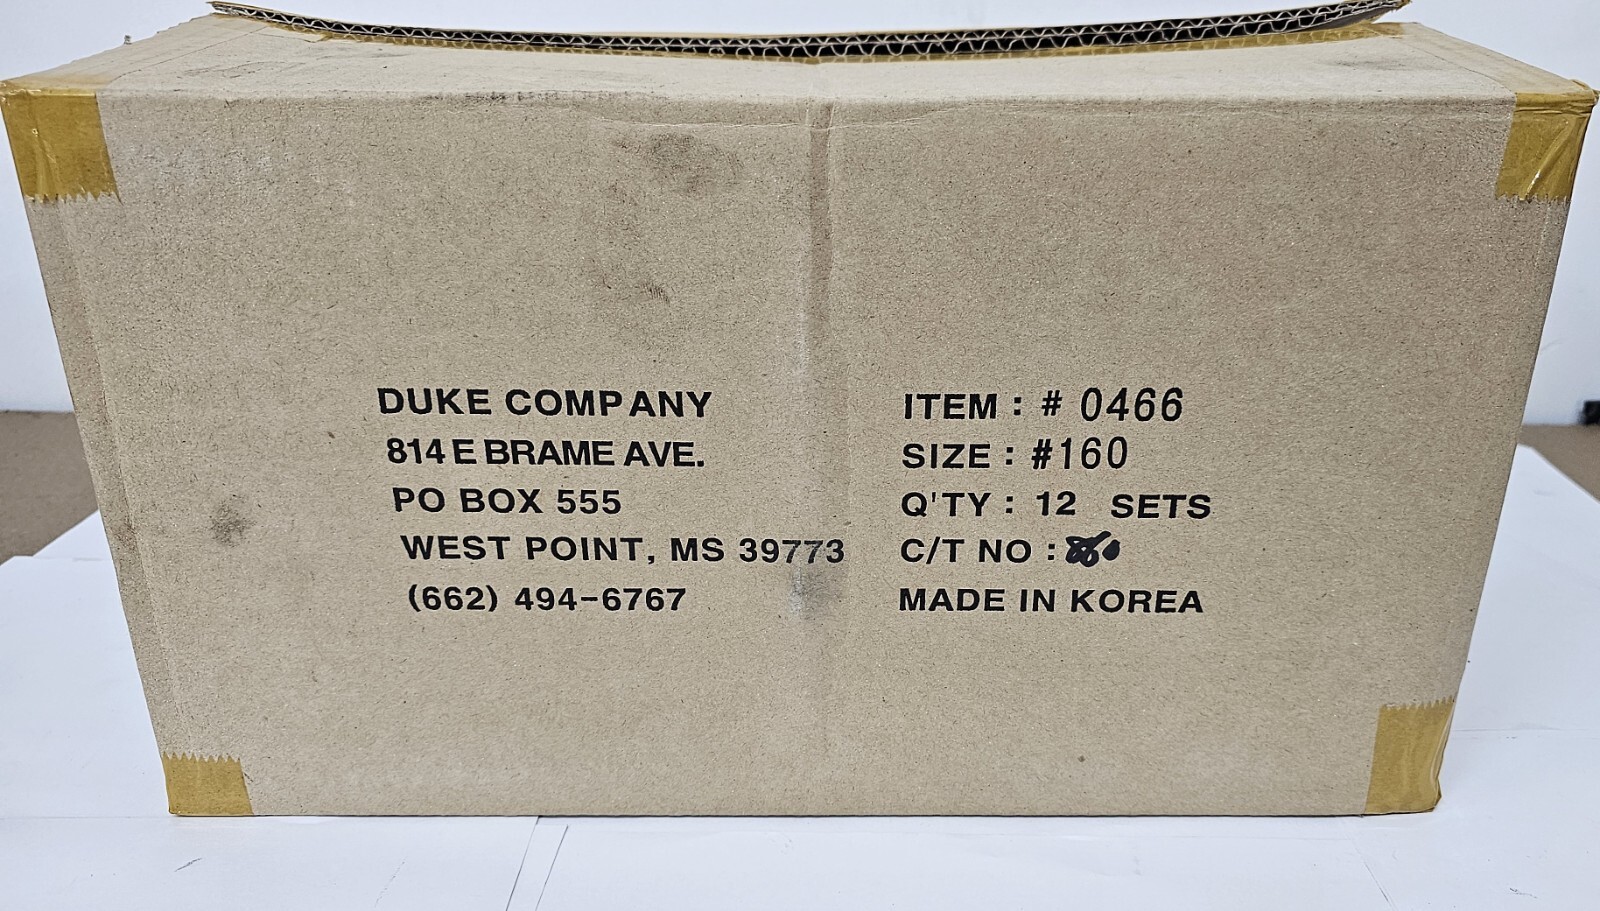 DUKE COMPANY
814 E BRAME AVE.
PO BOX 555
WEST POINT, MS 39773
(662) 494-6767
ITEM : # 0466
SIZE : #160
Q'TY : 12 SETS
C/T NO :
MADE IN KOREA